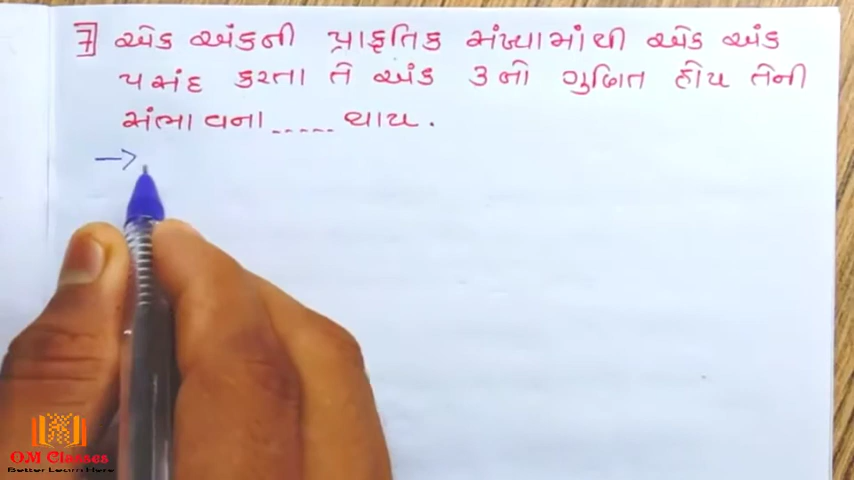 7 એક અંકની પ્રાકૃતિક સંખ્યામાંથી એક અંક
પસંદ કરતા તે અંક 3નો ગુણિત હોય તેની
સંભાવના ----- થાય.
→
OM Classes
Better Learn Here